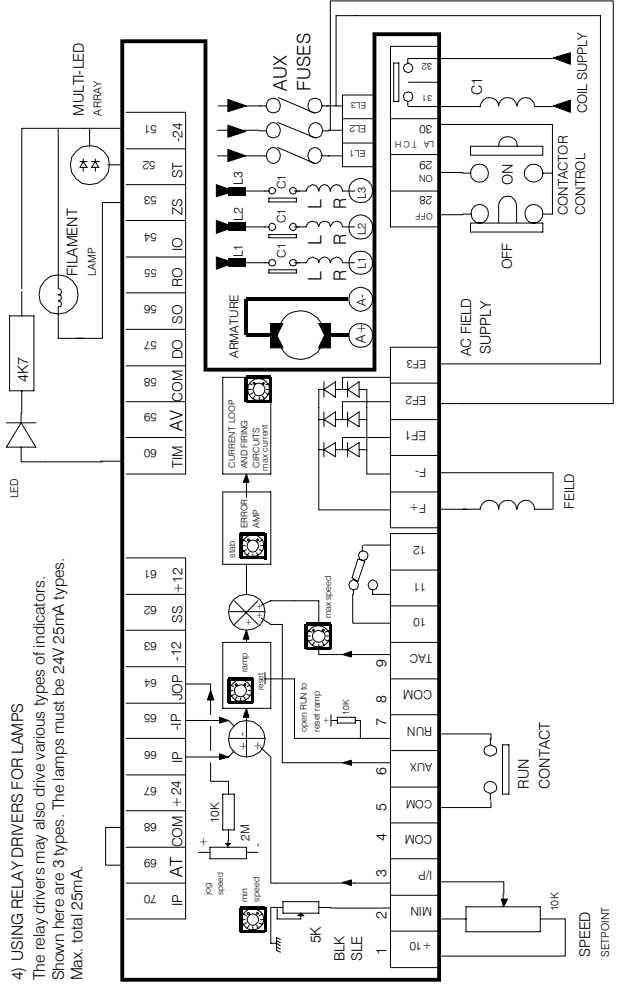 4) USING RELAY DRIVERS FOR LAMPS
The relay drivers may also drive various types of indicators.
Shown here are 3 types. The lamps must be 24V 25mA types.
Max. total 25mA.
LED
4K7
FILAMENT
LAMP
MULTI-LED
ARRAY
70 69 68 67 66 65 64 63 62 61
IP AT COM +24 IP -IP JOP -12 SS +12
60 59 58 57 56 55 54 53 52 51
TIM AV COM DO SO RO IO ZS ST -24
jog
speed
+
-
10K
2M
min
speed
5K
BLK
SLE
+
+
-
ramp
reset
open RUN to
reset ramp
+
10K
+
+
+
max speed
stab
ERROR
AMP
CURRENT LOOP
AND FIRING
CIRCUITS
max current
ARMATURE
A+ A-
L1 L2 L3
C1 C1 C1
L L L
R R R
L1 L2 L3
AUX
FUSES
EL1 EL2 EL3
1 2 3 4 5 6 7 8 9 10 11 12
+10 MIN I/P COM COM AUX RUN COM TAC
F+ F- EF1 EF2 EF3
28 29 30 31 32
OFF ON LATCH
SPEED
SETPOINT
10K
RUN
CONTACT
FEILD
AC FIELD
SUPPLY
OFF
ON
CONTACTOR
CONTROL
C1
COIL SUPPLY